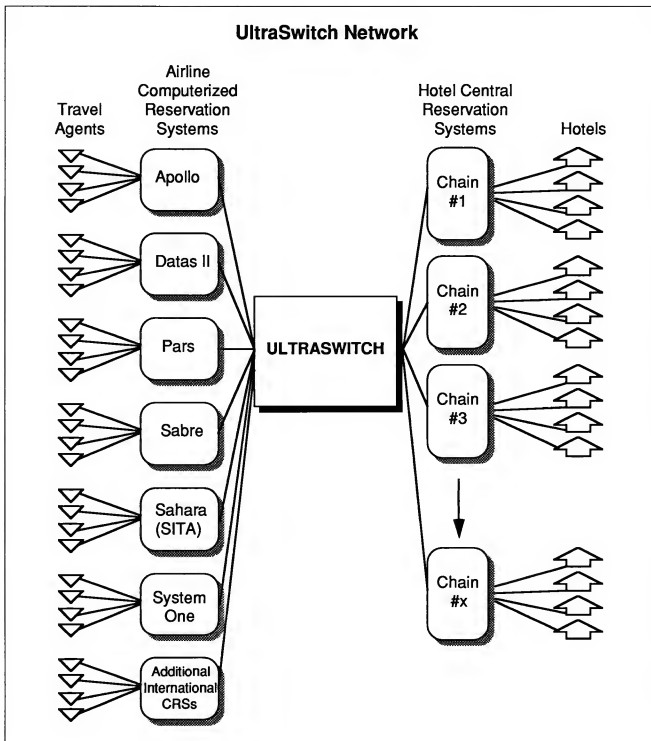 UltraSwitch Network
Travel
Agents
Airline
Computerized
Reservation
Systems
Hotel Central
Reservation
Systems
Hotels
Apollo
Datas II
Pars
Sabre
Sahara
(SITA)
System
One
Additional
International
CRSs
ULTRASWITCH
Chain
#1
Chain
#2
Chain
#3
Chain
#x